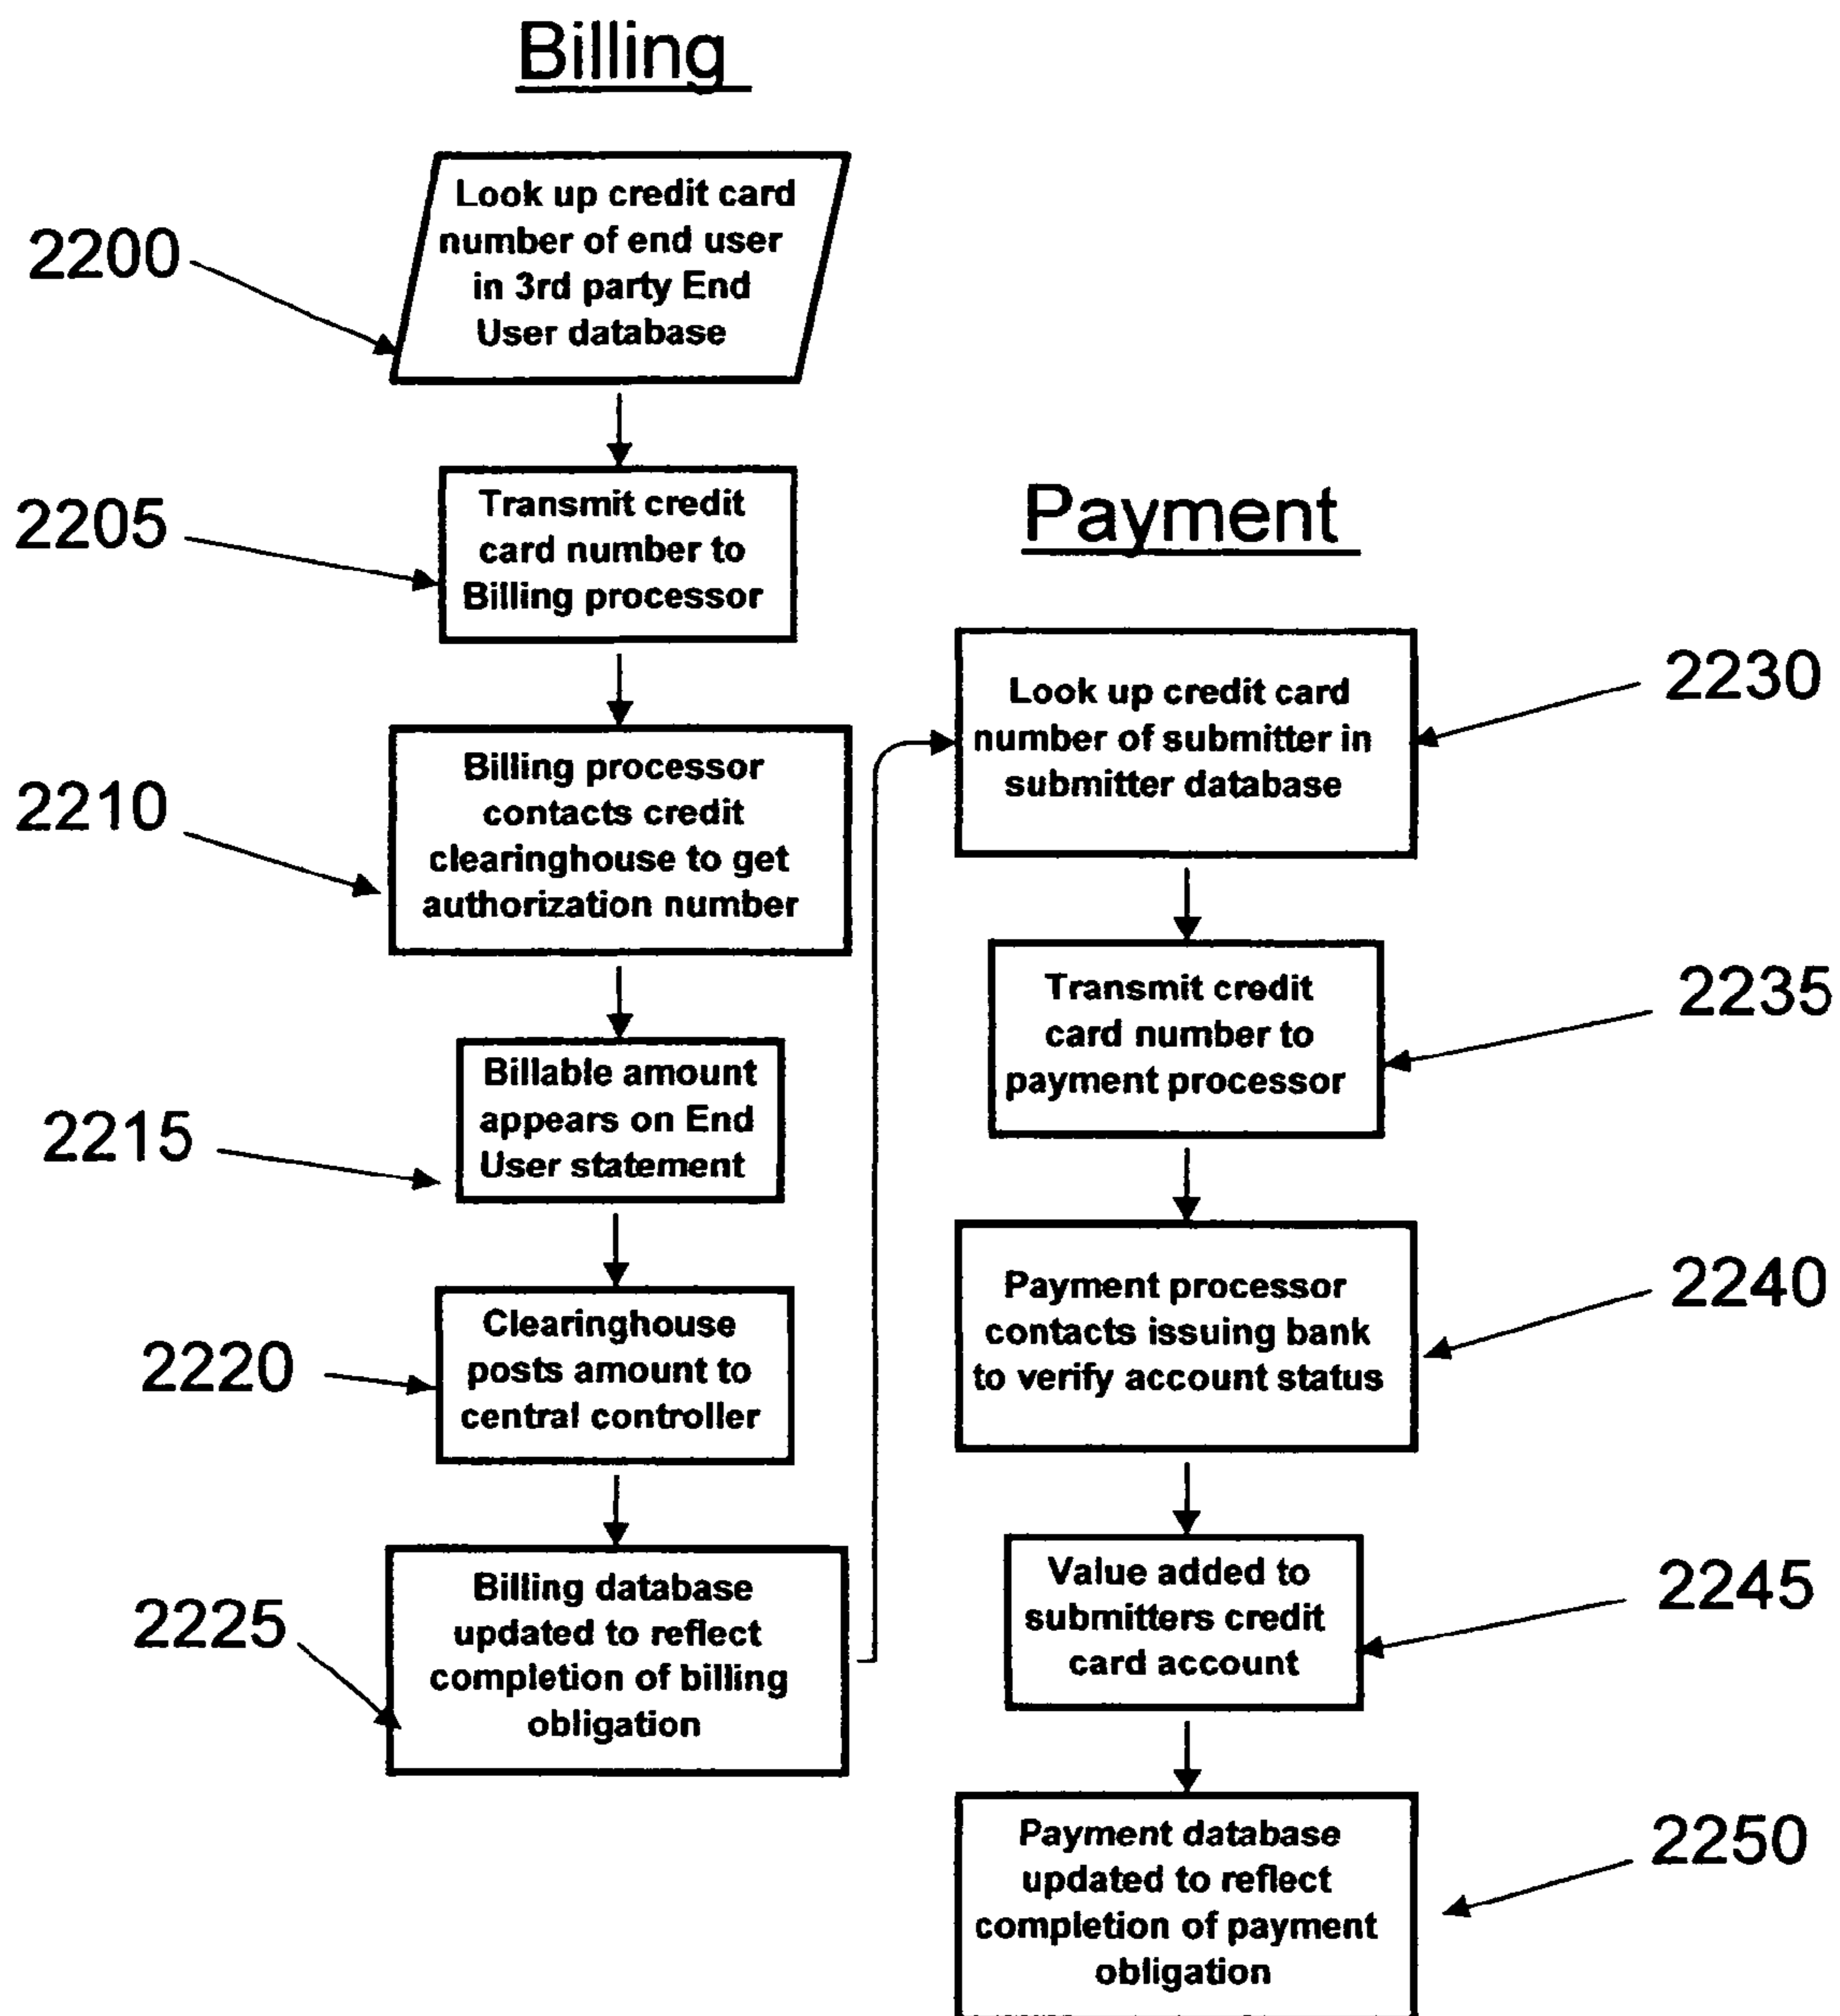 Billing
2200
Look up credit card
number of end user
in 3rd party End
User database
2205
Transmit credit
card number to
Billing processor
2210
Billing processor
contacts credit
clearinghouse to get
authorization number
2215
Billable amount
appears on End
User statement
2220
Clearinghouse
posts amount to
central controller
2225
Billing database
updated to reflect
completion of billing
obligation
Payment
Look up credit card
number of submitter in
submitter database
2230
Transmit credit
card number to
payment processor
2235
Payment processor
contacts issuing bank
to verify account status
2240
Value added to
submitters credit
card account
2245
Payment database
updated to reflect
completion of payment
obligation
2250